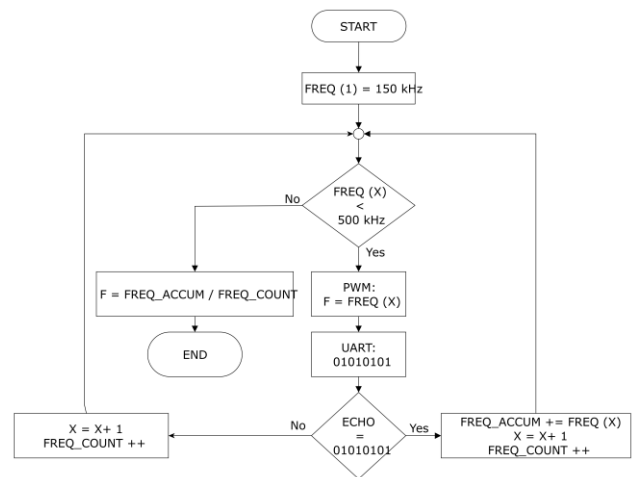 START
FREQ (1) = 150 kHz
FREQ (X)
<
500 kHz
No
Yes
F = FREQ_ACCUM / FREQ_COUNT
PWM:
F = FREQ (X)
END
UART:
01010101
ECHO
=
01010101
No
Yes
X = X+ 1
FREQ_COUNT ++
FREQ_ACCUM += FREQ (X)
X = X+ 1
FREQ_COUNT ++